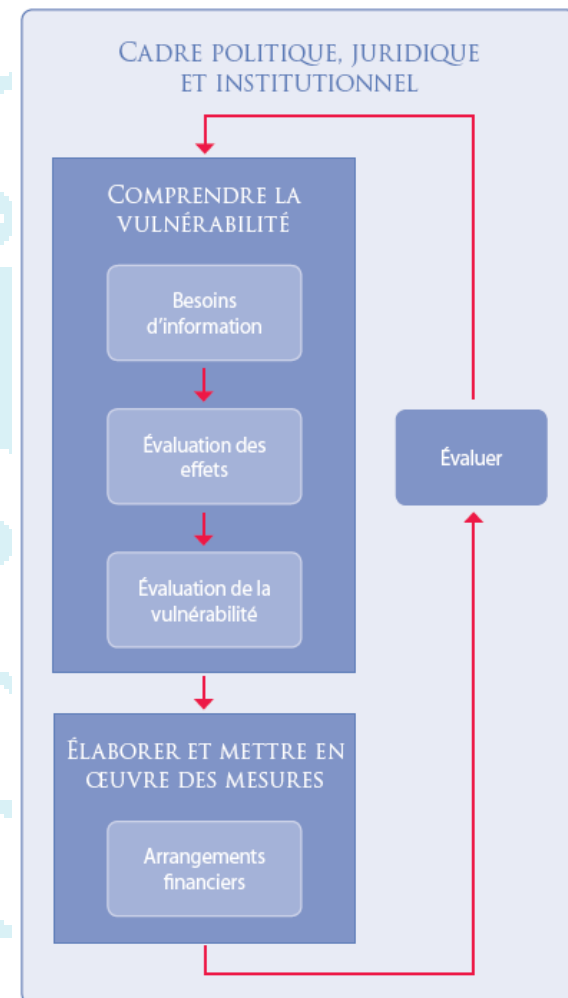 CADRE POLITIQUE, JURIDIQUE
ET INSTITUTIONNEL
COMPRENDRE LA
VULNÉRABILITÉ
Besoins
d'information
Évaluation des
effets
Évaluation de la
vulnérabilité
Évaluer
ÉLABORER ET METTRE EN
ŒUVRE DES MESURES
Arrangements
financiers